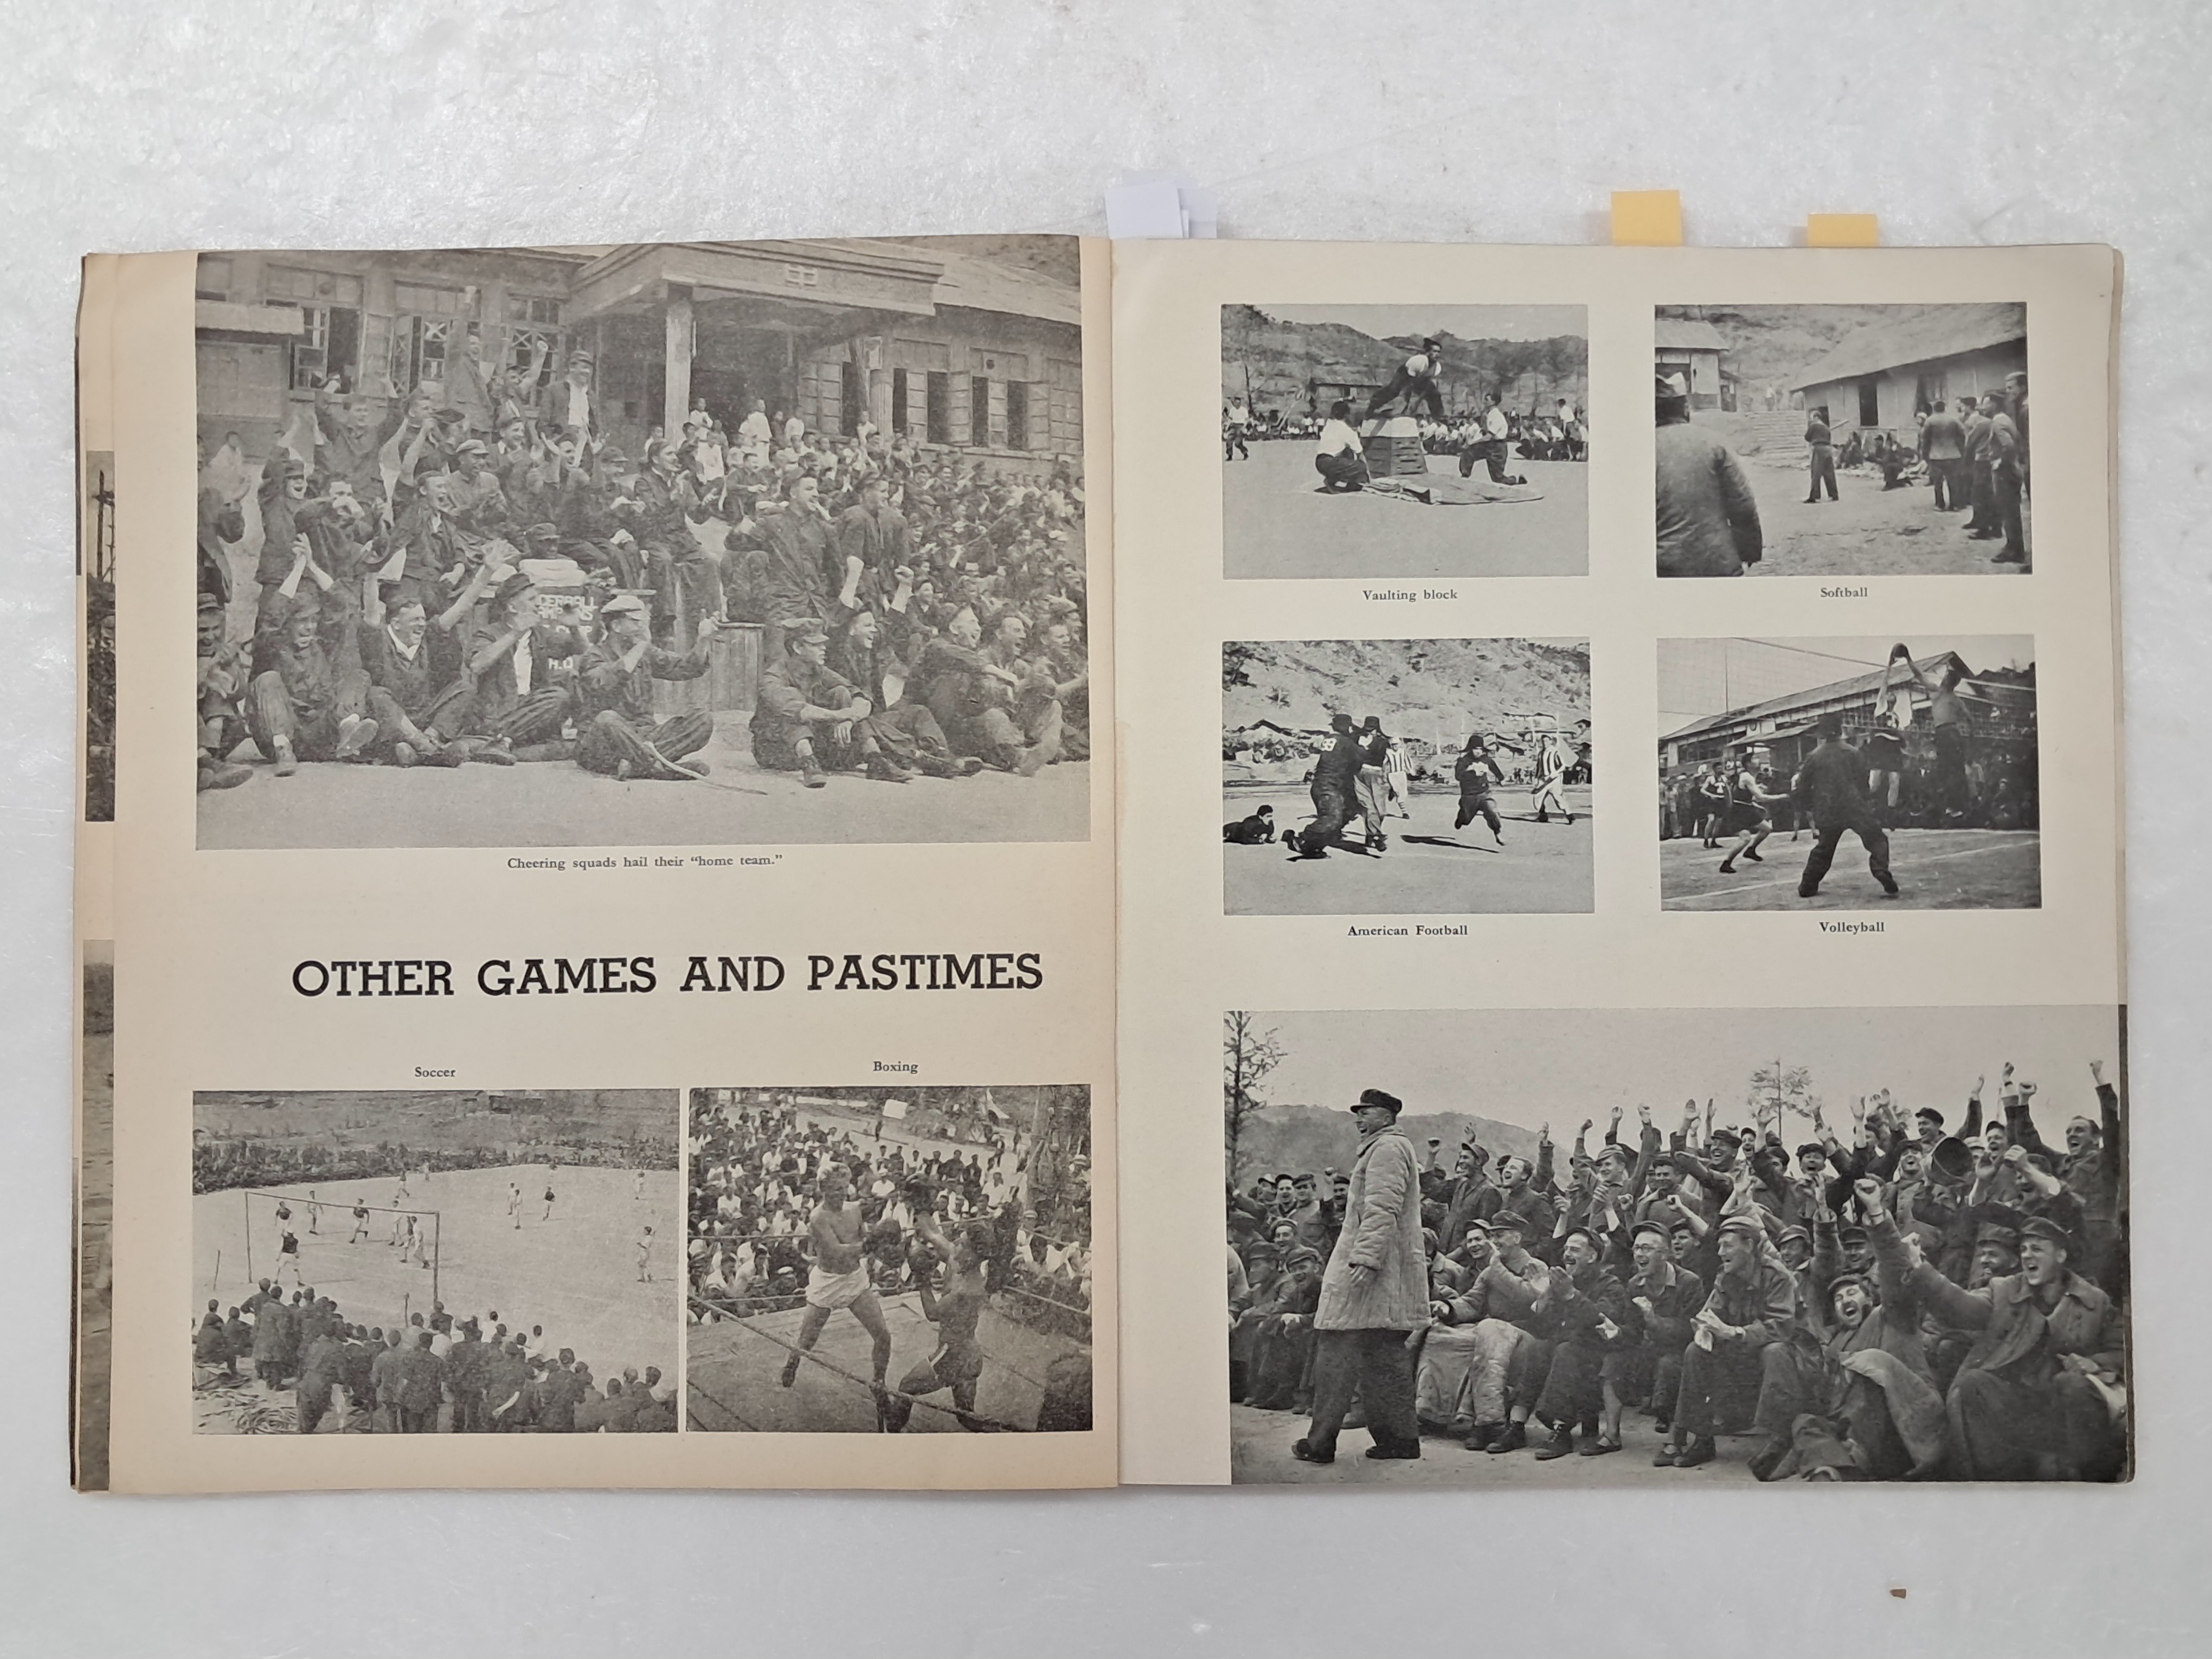 Cheering squads hail their “home team.”
OTHER GAMES AND PASTIMES
Soccer
Boxing
Vaulting block
Softball
American Football
Volleyball